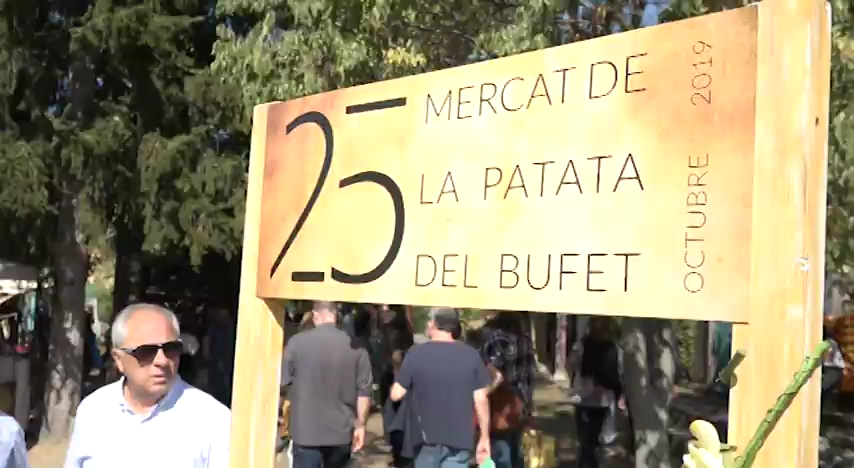 25
MERCAT DE
LA PATATA
DEL BUFET
OCTUBRE 2019